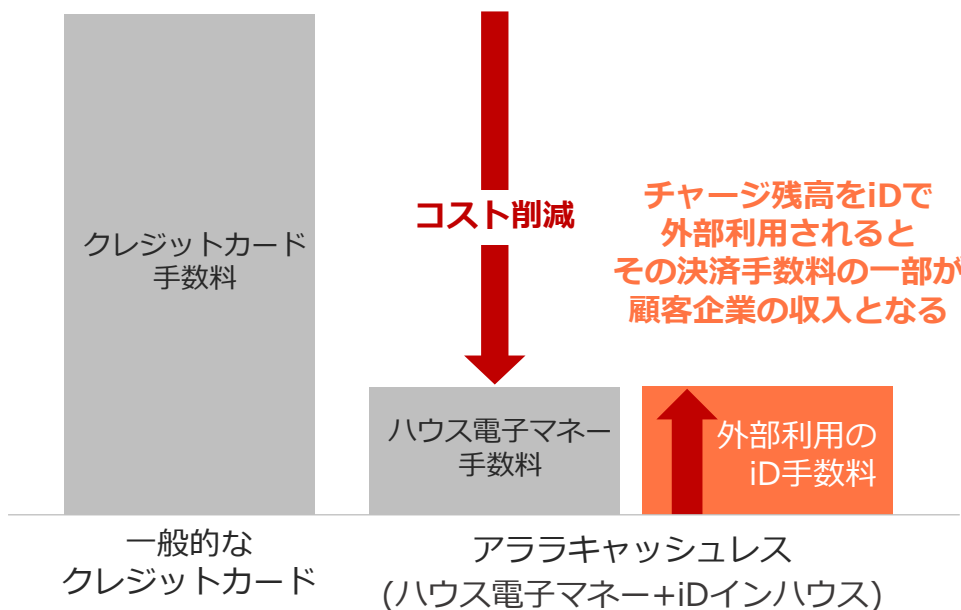 クレジットカード
手数料
コスト削減
チャージ残高をiDで
外部利用されると
その決済手数料の一部が
顧客企業の収入となる
ハウス電子マネー
手数料
外部利用の
iD手数料
一般的な
クレジットカード
アララキャッシュレス
(ハウス電子マネー+iDインハウス)